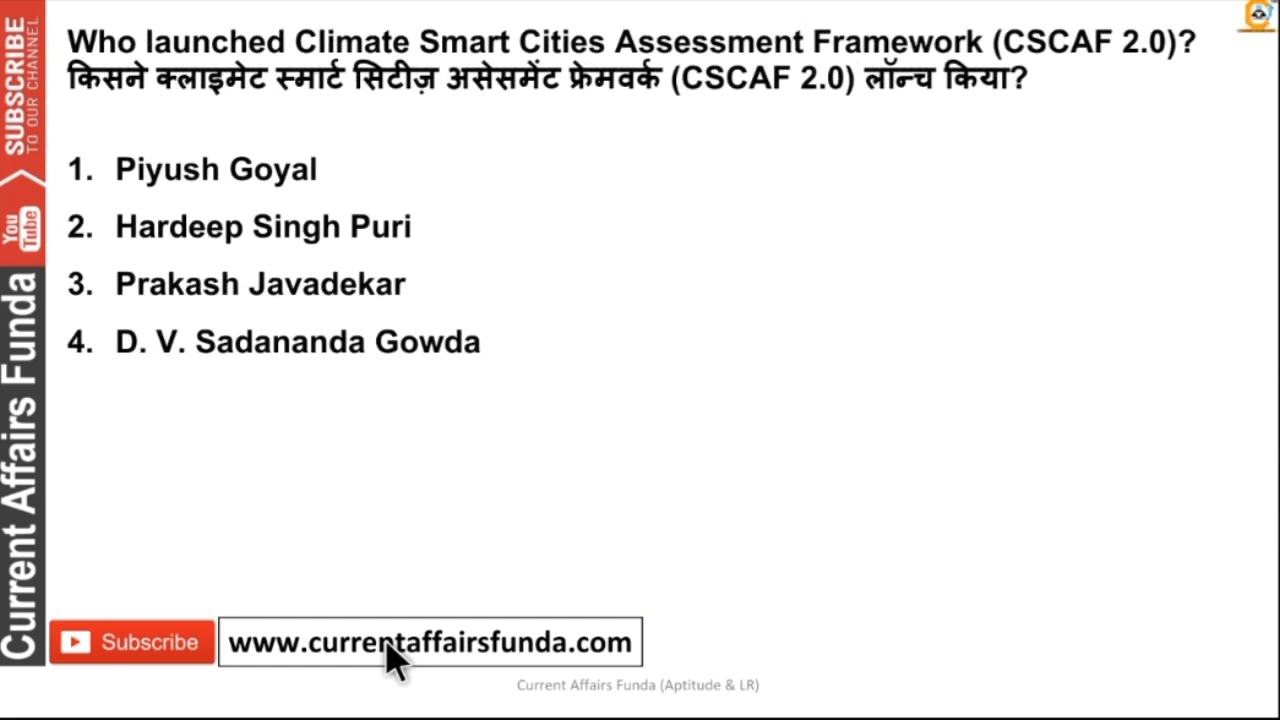 Who launched Climate Smart Cities Assessment Framework (CSCAF 2.0)?
किसने क्लाइमेट स्मार्ट सिटीज़ असेसमेंट फ्रेमवर्क (CSCAF 2.0) लॉन्च किया?
1. Piyush Goyal
2. Hardeep Singh Puri
3. Prakash Javadekar
4. D. V. Sadananda Gowda
SUBSCRIBE
TO OUR CHANNEL
You
Tube
Current Affairs Funda
Subscribe
www.currentaffairsfunda.com
Current Affairs Funda (Aptitude & LR)